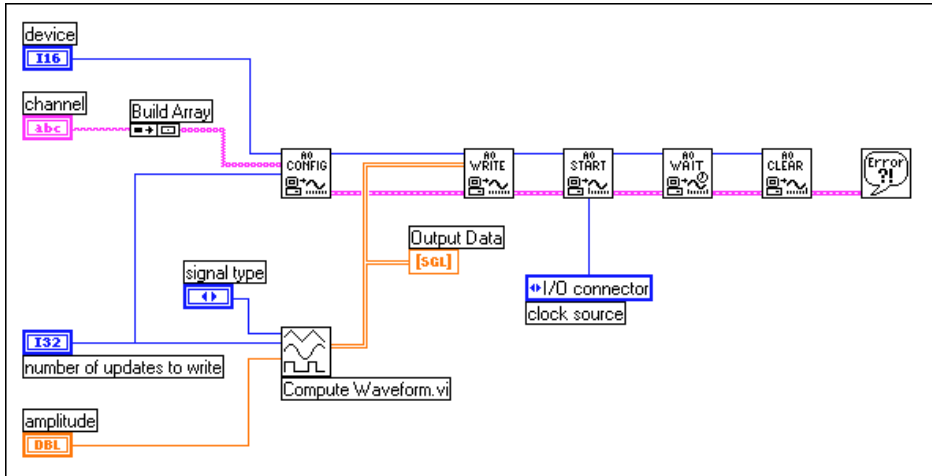 device
I16
channel
abc
Build Array
AO
CONFIG
AO
WRITE
AO
START
AO
WAIT
AO
CLEAR
Error
?!
Output Data
[SGL]
signal type
I/O connector
clock source
I32
number of updates to write
Compute Waveform.vi
amplitude
DBL